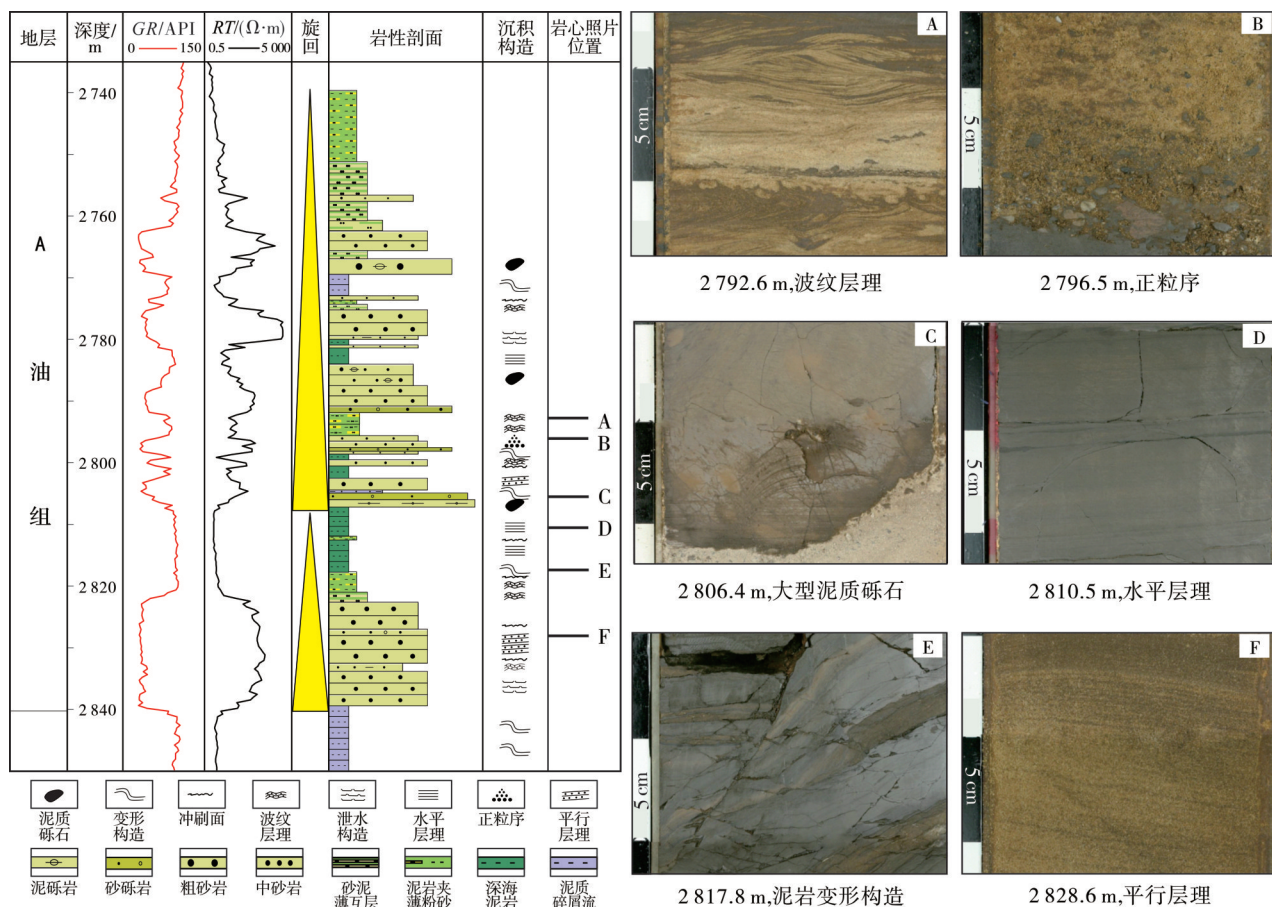 地层
深度/
m
GR/API
0 150
RT/(Ω·m)
0.5 5 000
旋
回
岩性剖面
沉积
构造
岩心照片
位置
A
油
组
2 740
2 760
2 780
2 800
2 820
2 840
A
B
C
D
E
F
泥质
砾石
变形
构造
冲刷面
波纹
层理
泄水
构造
水平
层理
正粒序
平行
层理
泥砾岩
砂砾岩
粗砂岩
中砂岩
砂泥
薄互层
泥岩夹
薄粉砂
深海
泥岩
泥质
碎屑流
A
5 cm
2 792.6 m,波纹层理
B
5 cm
2 796.5 m,正粒序
C
5 cm
2 806.4 m,大型泥质砾石
D
5 cm
2 810.5 m,水平层理
E
5 cm
2 817.8 m,泥岩变形构造
F
5 cm
2 828.6 m,平行层理